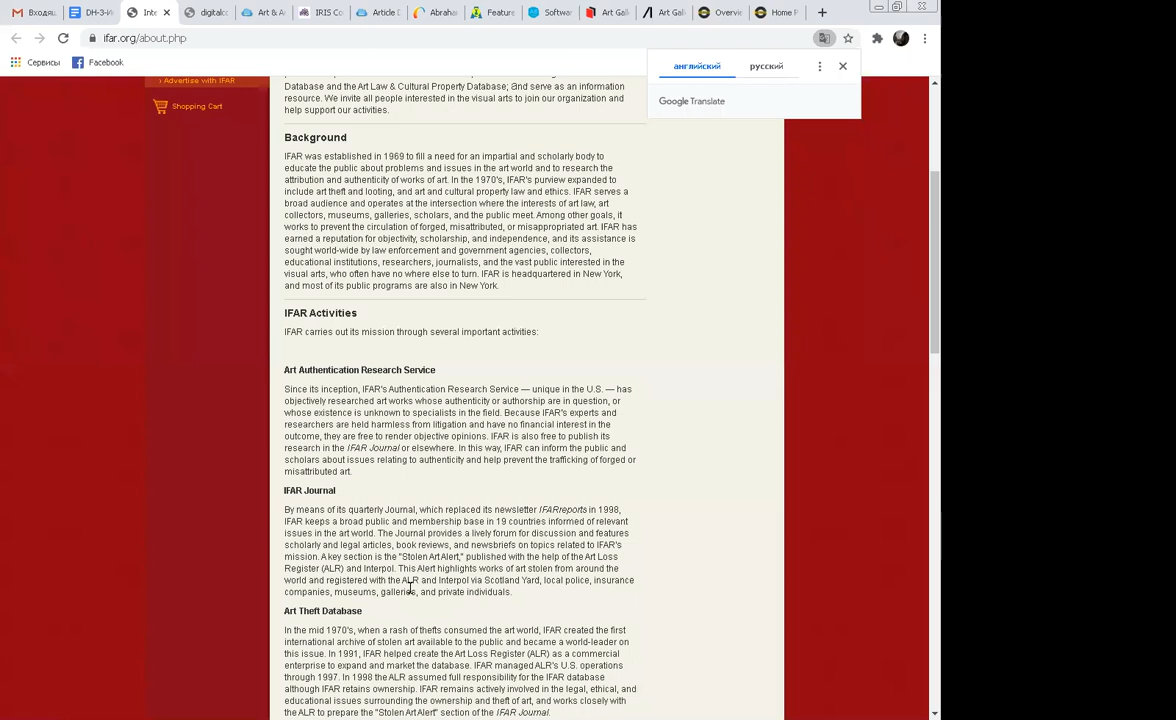 Входящ
DH-3-И
Inte
digitalc
Art & A
IRIS Co
Article D
Abraha
Feature
Softwar
Art Gal
Art Gal
Overvie
Home P
ifar.org/about.php
Сервисы
Facebook
английский
русский
Google Translate
› Advertise with IFAR
Shopping Cart
Database and the Art Law & Cultural Property Database; and serve as an information
resource. We invite all people interested in the visual arts to join our organization and
help support our activities.
Background
IFAR was established in 1969 to fill a need for an impartial and scholarly body to
educate the public about problems and issues in the art world and to research the
attribution and authenticity of works of art. In the 1970's, IFAR's purview expanded to
include art theft and looting, and art and cultural property law and ethics. IFAR serves a
broad audience and operates at the intersection where the interests of art law, art
collectors, museums, galleries, scholars, and the public meet. Among other goals, it
works to prevent the circulation of forged, misattributed, or misappropriated art. IFAR has
earned a reputation for objectivity, scholarship, and independence, and its assistance is
sought world-wide by law enforcement and government agencies, collectors,
educational institutions, researchers, journalists, and the vast public interested in the
visual arts, who often have no where else to turn. IFAR is headquartered in New York,
and most of its public programs are also in New York.
IFAR Activities
IFAR carries out its mission through several important activities:
Art Authentication Research Service
Since its inception, IFAR's Authentication Research Service — unique in the U.S. — has
objectively researched art works whose authenticity or authorship are in question, or
whose existence is unknown to specialists in the field. Because IFAR's experts and
researchers are held harmless from litigation and have no financial interest in the
outcome, they are free to render objective opinions. IFAR is also free to publish its
research in the IFAR Journal or elsewhere. In this way, IFAR can inform the public and
scholars about issues relating to authenticity and help prevent the trafficking of forged or
misattributed art.
IFAR Journal
By means of its quarterly Journal, which replaced its newsletter IFARreports in 1998,
IFAR keeps a broad public and membership base in 19 countries informed of relevant
issues in the art world. The Journal provides a lively forum for discussion and features
scholarly and legal articles, book reviews, and newsbriefs on topics related to IFAR's
mission. A key section is the "Stolen Art Alert," published with the help of the Art Loss
Register (ALR) and Interpol. This Alert highlights works of art stolen from around the
world and registered with the ALR and Interpol via Scotland Yard, local police, insurance
companies, museums, galleries, and private individuals.
Art Theft Database
In the mid 1970's, when a rash of thefts consumed the art world, IFAR created the first
international archive of stolen art available to the public and became a world-leader on
this issue. In 1991, IFAR helped create the Art Loss Register (ALR) as a commercial
enterprise to expand and market the database. IFAR managed ALR's U.S. operations
through 1997. In 1998 the ALR assumed full responsibility for the IFAR database
although IFAR retains ownership. IFAR remains actively involved in the legal, ethical, and
educational issues surrounding the ownership and theft of art, and works closely with
the ALR to prepare the "Stolen Art Alert" section of the IFAR Journal.